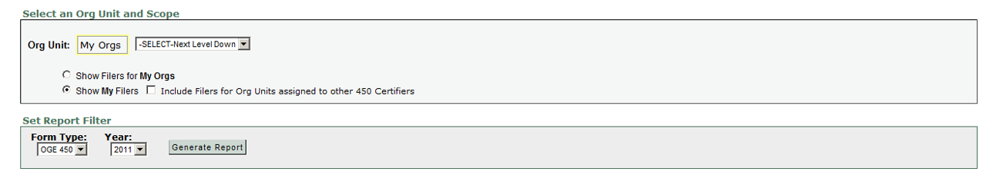 Select an Org Unit and Scope
Org Unit: My Orgs -SELECT-Next Level Down
Show Filers for My Orgs
Show My Filers Include Filers for Org Units assigned to other 450 Certifiers
Set Report Filter
Form Type: Year:
OGE 450 2011 Generate Report